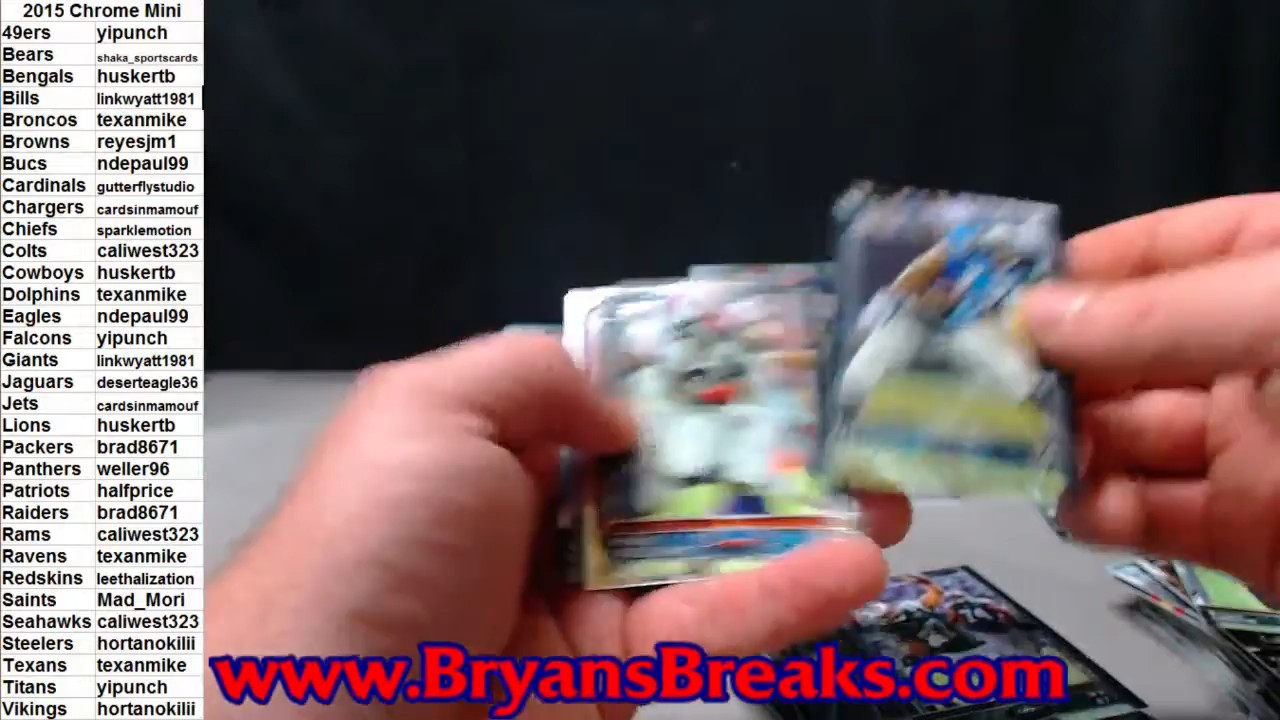 2015 Chrome Mini
49ers yipunch
Bears shaka_sportscards
Bengals huskertb
Bills linkwyatt1981
Broncos texanmike
Browns reyesjm1
Bucs ndepaul99
Cardinals gutterflystudio
Chargers cardsinmamouf
Chiefs sparklemotion
Colts caliwest323
Cowboys huskertb
Dolphins texanmike
Eagles ndepaul99
Falcons yipunch
Giants linkwyatt1981
Jaguars deserteagle36
Jets cardsinmamouf
Lions huskertb
Packers brad8671
Panthers weller96
Patriots halfprice
Raiders brad8671
Rams caliwest323
Ravens texanmike
Redskins leethalization
Saints Mad_Mori
Seahawks caliwest323
Steelers hortanokilii
Texans texanmike
Titans yipunch
Vikings hortanokilii
www.BryansBreaks.com